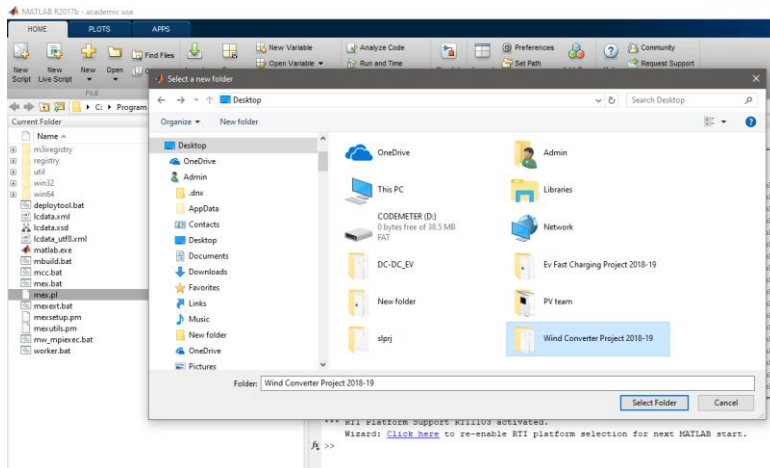 MATLAB R2017b - academic use
HOME PLOTS APPS
New Script
New Live Script
New
Open
Find Files
New Variable
Open Variable
Analyze Code
Run and Time
Preferences
Set Path
Community
Request Support
FILE
C: Program
Current Folder
Name
m3iregistry
registry
util
win32
win64
deploytool.bat
lcdata.xml
lcdata.xsd
lcdata_utf8.xml
matlab.exe
mbuild.bat
mcc.bat
mex.bat
mex.pl
mexext.bat
mexsetup.pm
mexutils.pm
mw_mpiexec.bat
worker.bat
Select a new folder
Desktop
Search Desktop
Organize New folder
Desktop
OneDrive
Admin
.dnx
AppData
Contacts
Desktop
Documents
Downloads
Favorites
Links
Music
New folder
OneDrive
Pictures
OneDrive
Admin
This PC
Libraries
CODEMETER (D:)
0 bytes free of 38.5 MB
FAT
Network
DC-DC_EV
Ev Fast Charging Project 2018-19
New folder
PV team
slprj
Wind Converter Project 2018-19
Folder: Wind Converter Project 2018-19
Select Folder Cancel
*** RTI Platform Support RTI1103 activated.
Wizard: Click here to re-enable RTI platform selection for next MATLAB start.
fx >>